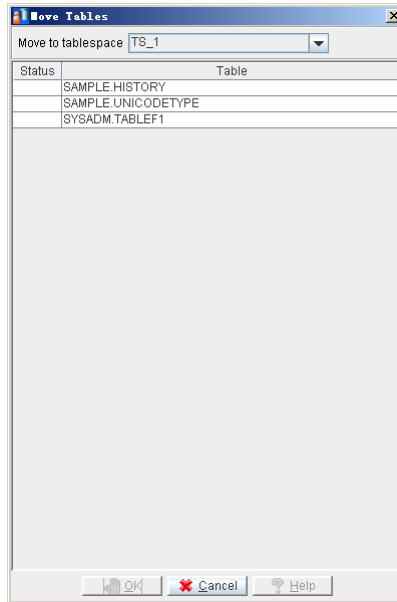 Move Tables
Move to tablespace TS_1
Status Table
SAMPLE.HISTORY
SAMPLE.UNICODETYPE
SYSADM.TABLEF1
OK Cancel Help